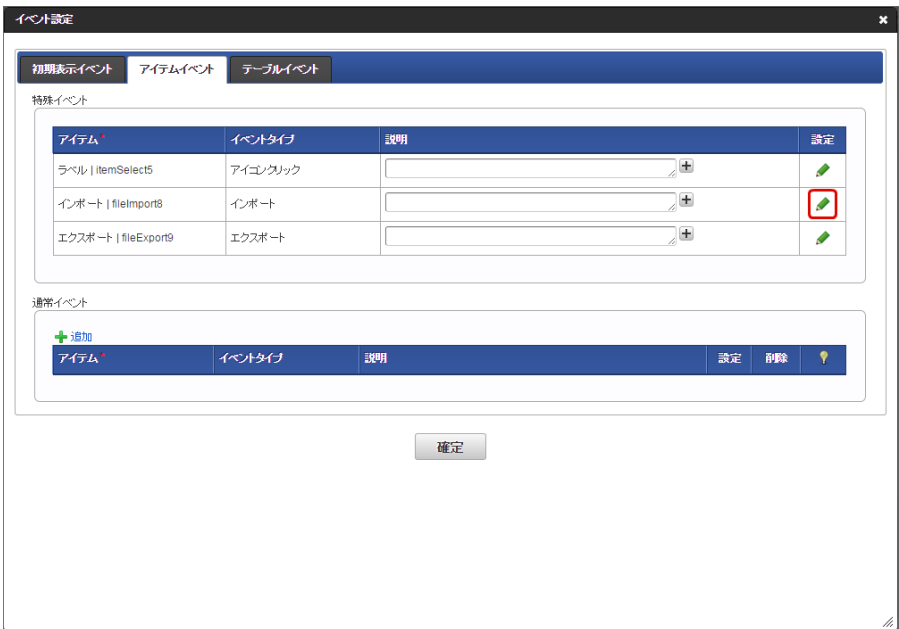 イベント設定
初期表示イベント アイテムイベント テーブルイベント
特殊イベント
アイテム* イベントタイプ 説明 設定
ラベル | itemSelect5 アイコンクリック
インポート | fileImport8 インポート
エクスポート | fileExport9 エクスポート
通常イベント
追加
アイテム* イベントタイプ 説明 設定 削除
確定